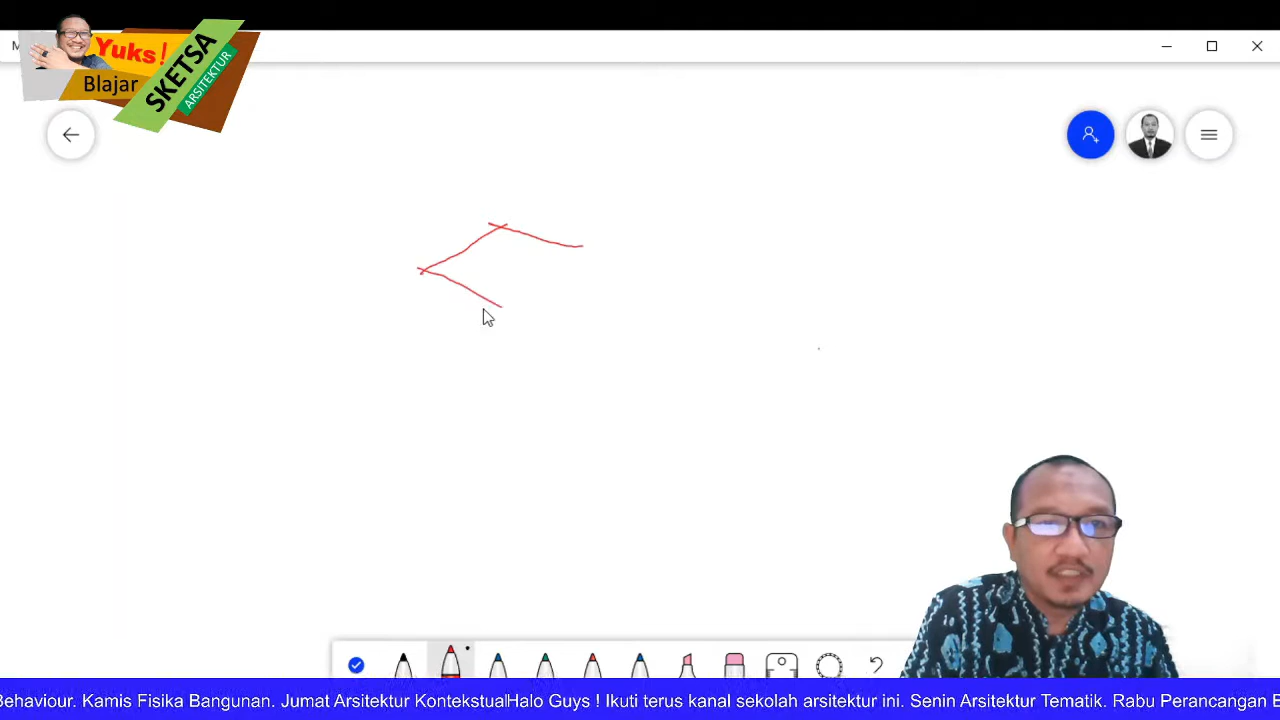 M
Yuks!
Blajar
SKETSA
ARSITEKTUR
Behaviour. Kamis Fisika Bangunan. Jumat Arsitektur KontekstualHalo Guys ! Ikuti terus kanal sekolah arsitektur ini. Senin Arsitektur Tematik. Rabu Perancangan B